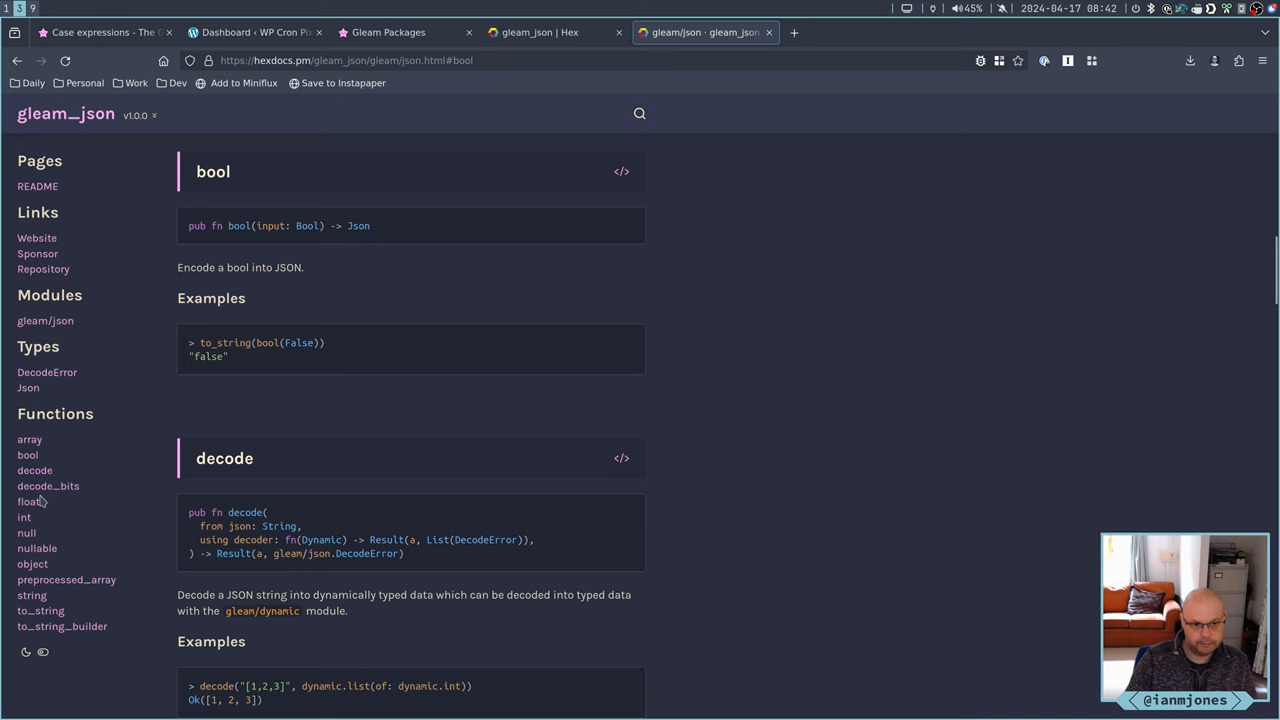 1 3 9
45%
2024-04-17 08:42
Case expressions - The G
Dashboard ‹ WP Cron Pix
Gleam Packages
gleam_json | Hex
gleam/json · gleam_json
https://hexdocs.pm/gleam_json/gleam/json.html#bool
Daily
Personal
Work
Dev
Add to Miniflux
Save to Instapaper
gleam_json v1.0.0
Pages
README
Links
Website
Sponsor
Repository
Modules
gleam/json
Types
DecodeError
Json
Functions
array
bool
decode
decode_bits
float
int
null
nullable
object
preprocessed_array
string
to_string
to_string_builder
bool
</>
pub fn bool(input: Bool) -> Json
Encode a bool into JSON.
Examples
> to_string(bool(False))
"false"
decode
</>
pub fn decode(
from json: String,
using decoder: fn(Dynamic) -> Result(a, List(DecodeError)),
) -> Result(a, gleam/json.DecodeError)
Decode a JSON string into dynamically typed data which can be decoded into typed data
with the gleam/dynamic module.
Examples
> decode("[1,2,3]", dynamic.list(of: dynamic.int))
Ok([1, 2, 3])
@ianmjones